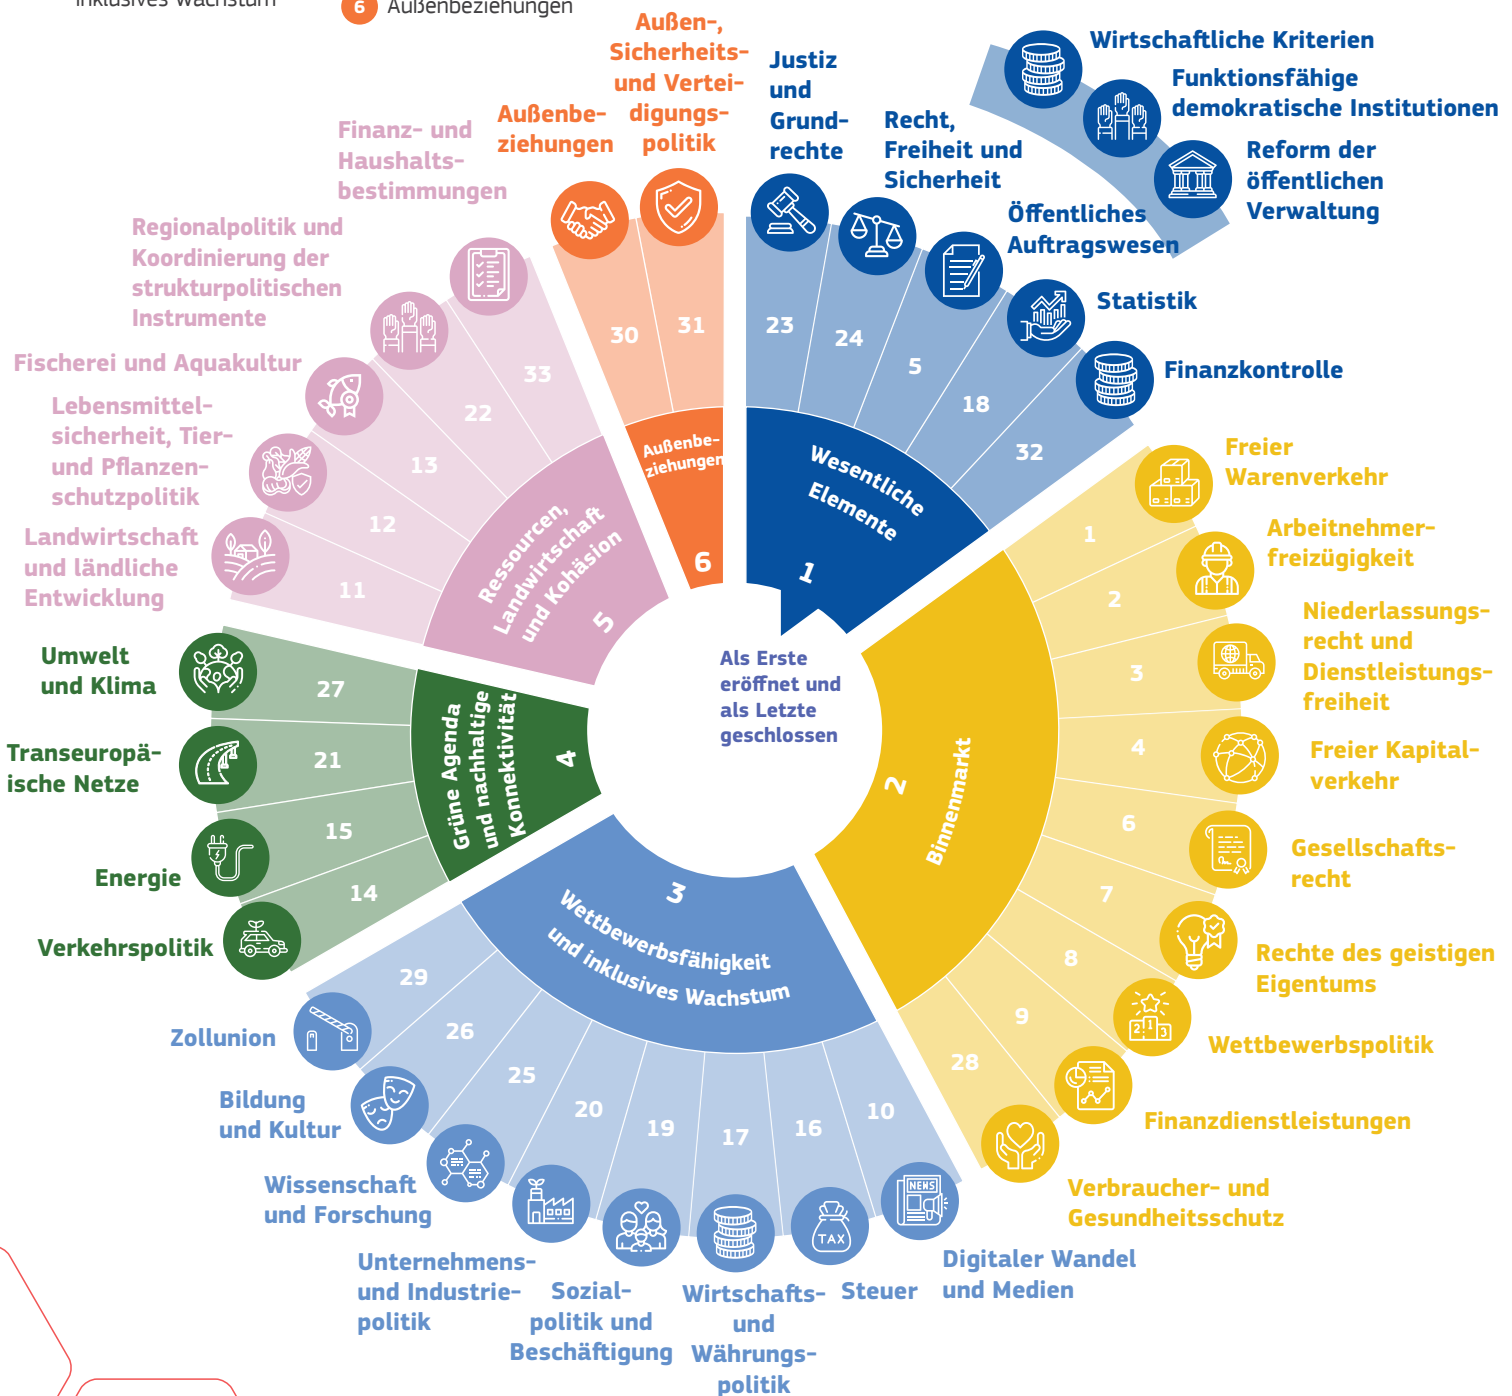 inklusives Wachstum
6 Außenbeziehungen
Außen-,
Sicherheits-
und Vertei-
digungs-
politik
Außenbe-
ziehungen
Finanz- und
Haushalts-
bestimmungen
Regionalpolitik und
Koordinierung der
strukturpolitischen
Instrumente
Fischerei und Aquakultur
Lebensmittel-
sicherheit, Tier-
und Pflanzen-
schutzpolitik
Landwirtschaft
und ländliche
Entwicklung
Justiz
und
Grund-
rechte
Recht,
Freiheit und
Sicherheit
Öffentliches
Auftragswesen
Statistik
Finanzkontrolle
Wirtschaftliche Kriterien
Funktionsfähige
demokratische Institutionen
Reform der
öffentlichen
Verwaltung
30
31
23
24
5
18
32
33
22
13
12
11
Außenbe-
ziehungen
6
Wesentliche
Elemente
1
Ressourcen,
Landwirtschaft
und Kohäsion
5
Als Erste
eröffnet und
als Letzte
geschlossen
Freier
Warenverkehr
Arbeitnehmer-
freizügigkeit
Niederlassungs-
recht und
Dienstleistungs-
freiheit
Freier Kapital-
verkehr
Gesellschafts-
recht
Rechte des geistigen
Eigentums
Wettbewerbspolitik
Finanzdienstleistungen
Verbraucher- und
Gesundheitsschutz
1
2
3
4
6
7
8
9
28
2
Binnenmarkt
Umwelt
und Klima
Transeuropä-
ische Netze
Energie
Verkehrspolitik
27
21
15
14
Grüne Agenda
und nachhaltige
Konnektivität
4
3
Wettbewerbsfähigkeit
und inklusives Wachstum
29
26
25
20
19
17
16
10
2 1 3
NEWS
TAX
Zollunion
Bildung
und Kultur
Wissenschaft
und Forschung
Unternehmens-
und Industrie-
politik
Sozial-
politik und
Beschäftigung
Wirtschafts-
und
Währungs-
politik
Steuer
Digitaler Wandel
und Medien